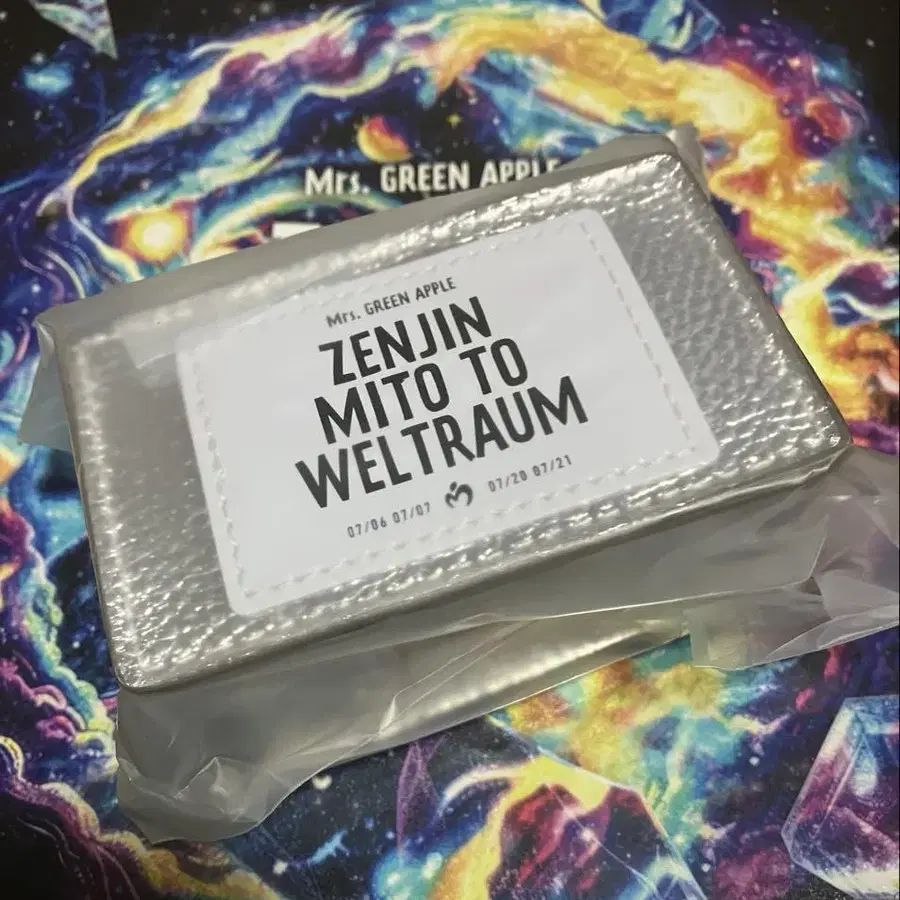 Mrs. GREEN APPLE
Mrs. GREEN APPLE
ZENJIN
MITO TO
WELTRAUM
07/06 07/07 07/20 07/21